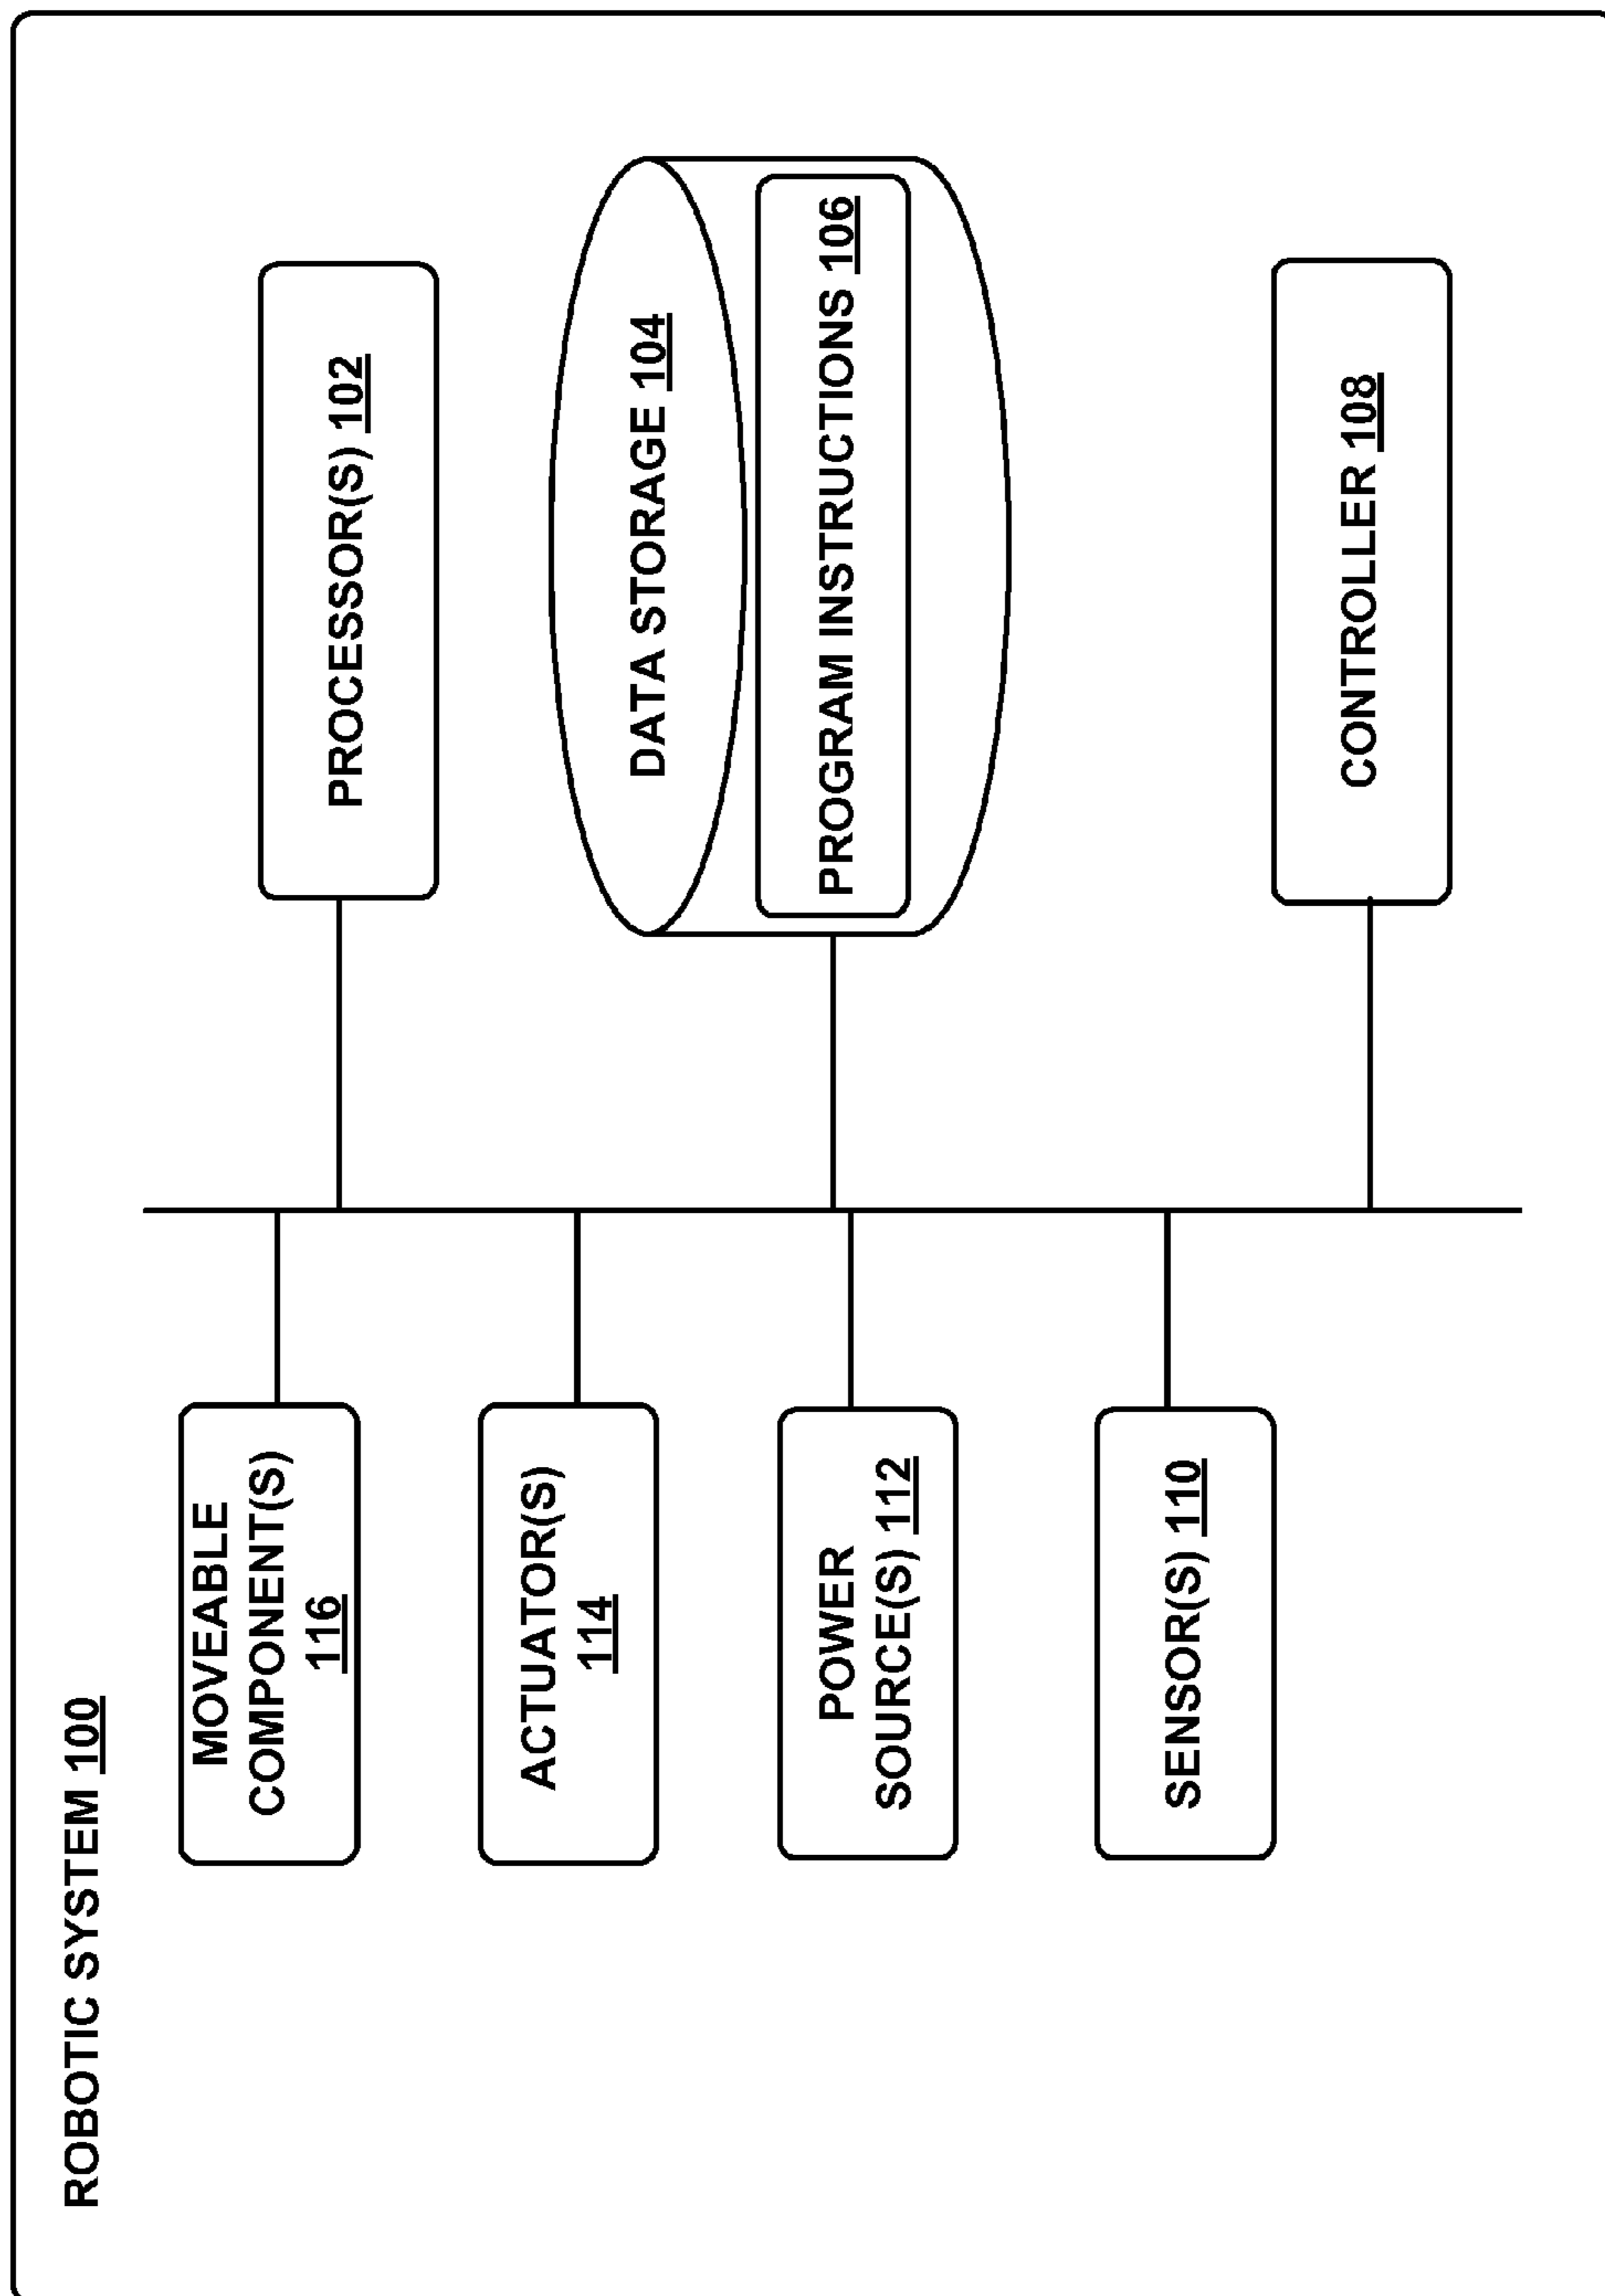 ROBOTIC SYSTEM 100
MOVEABLE
COMPONENT(S)
116
ACTUATOR(S)
114
POWER
SOURCE(S) 112
SENSOR(S) 110
PROCESSOR(S) 102
DATA STORAGE 104
PROGRAM INSTRUCTIONS 106
CONTROLLER 108